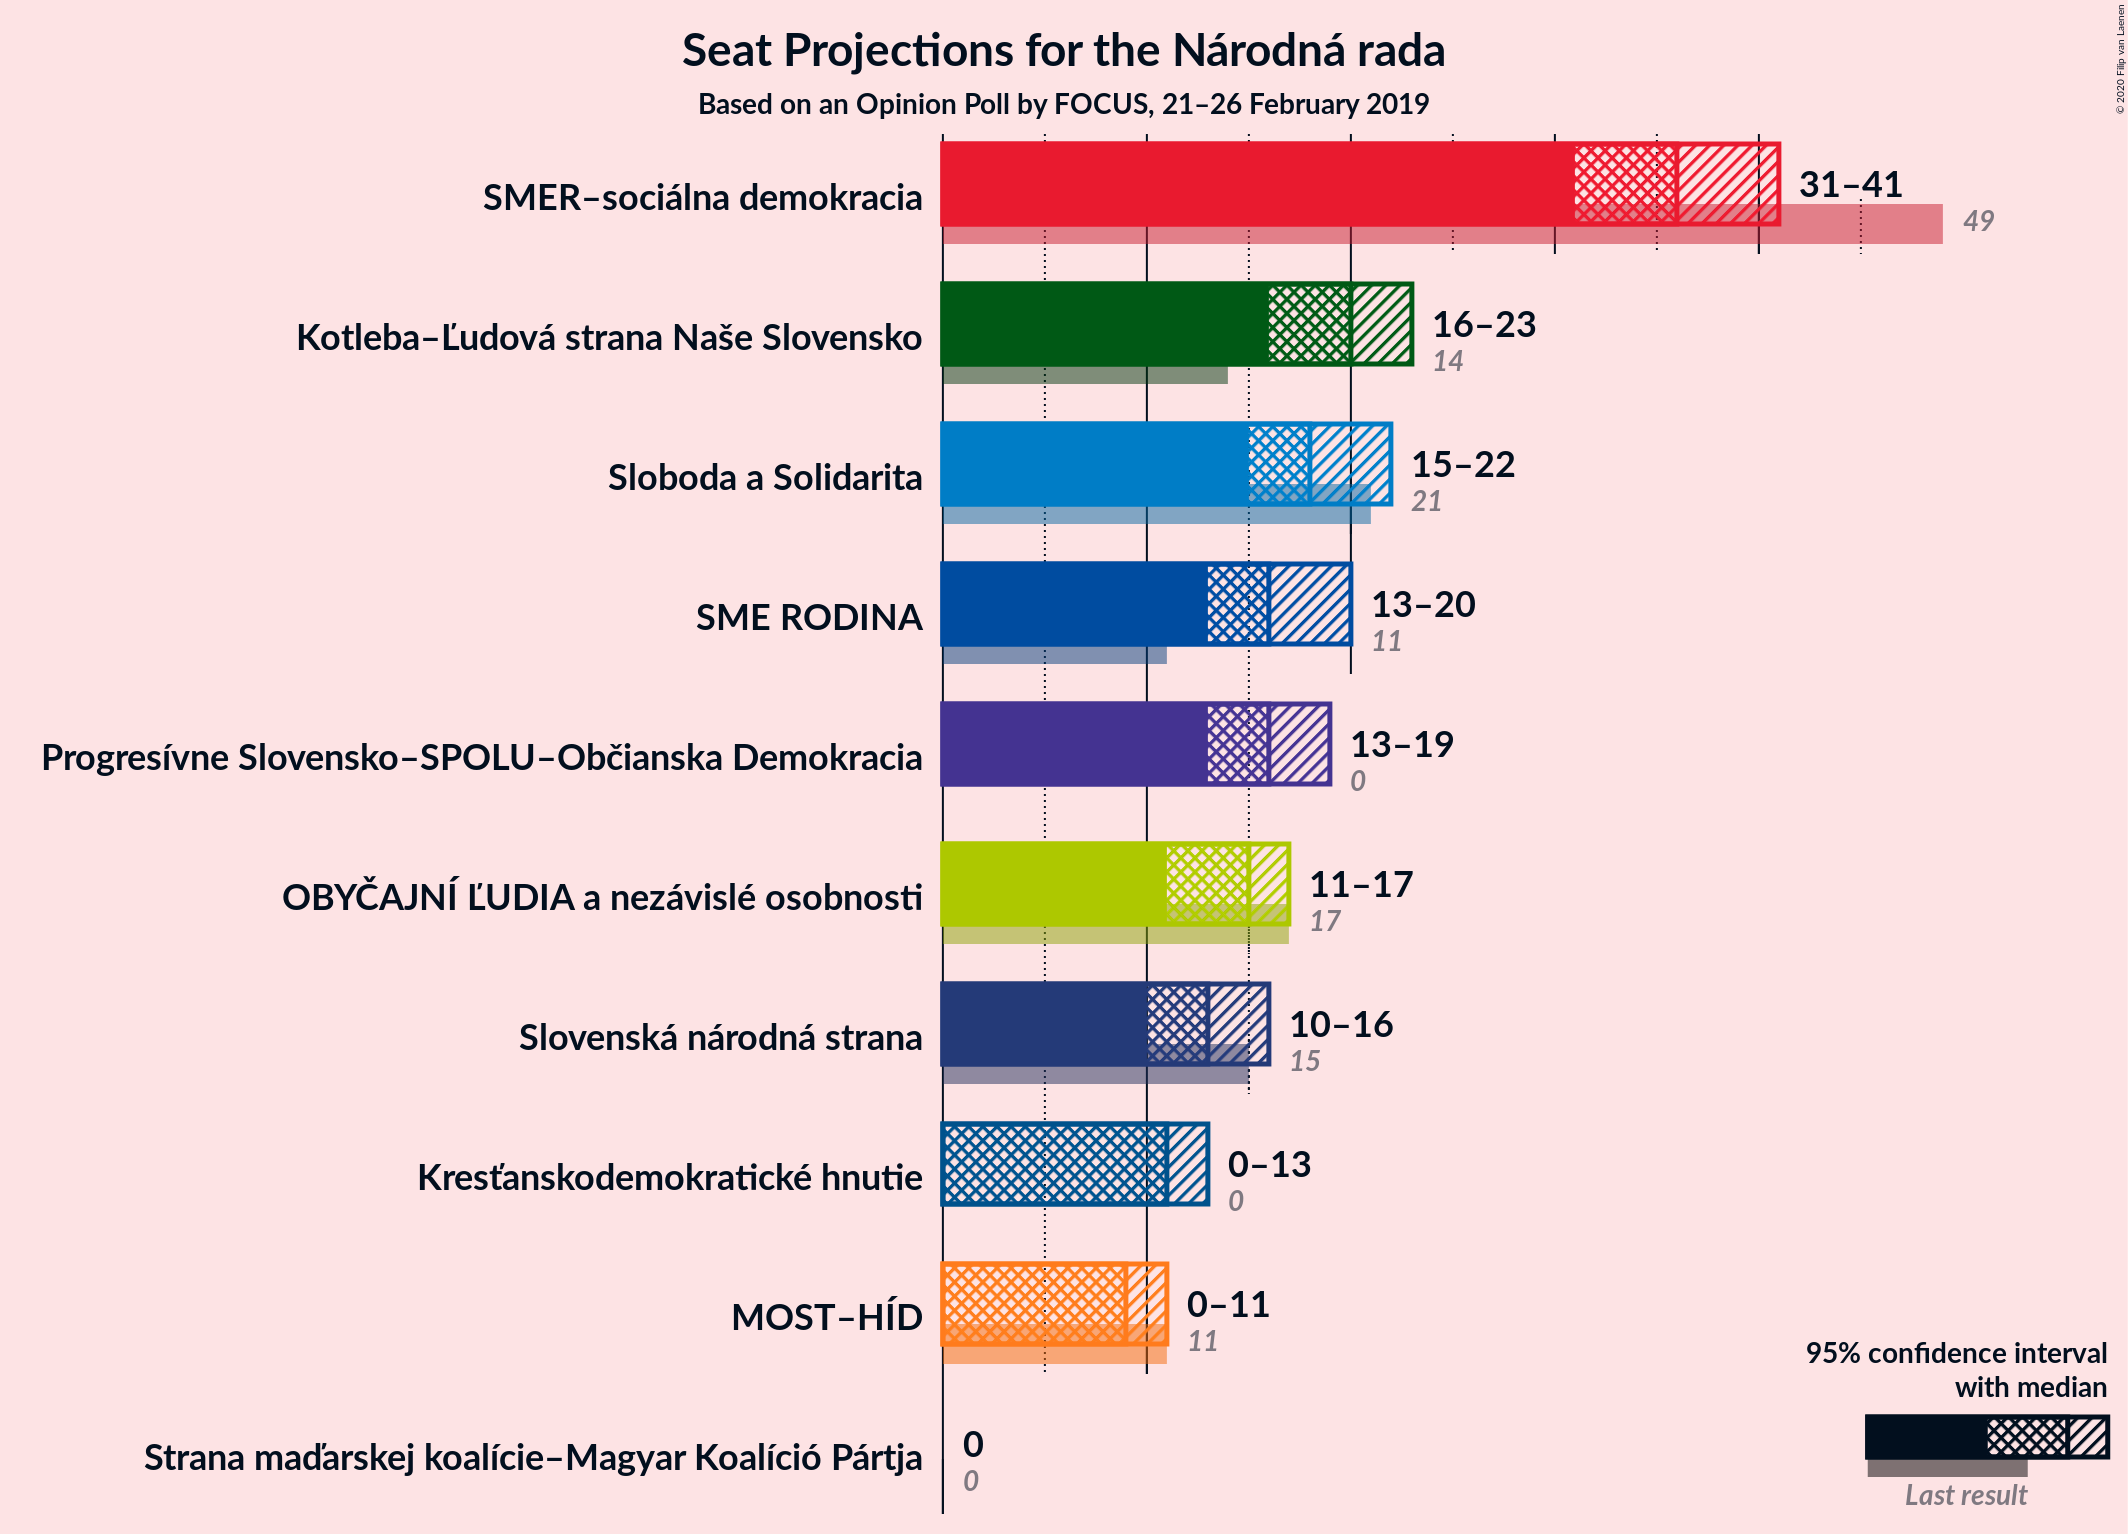 Seat Projections for the Národná rada
Based on an Opinion Poll by FOCUS, 21–26 February 2019
© 2020 Filip van Laenen
SMER–sociálna demokracia
31–41
49
Kotleba–Ľudová strana Naše Slovensko
16–23
14
Sloboda a Solidarita
15–22
21
SME RODINA
13–20
11
Progresívne Slovensko–SPOLU–Občianska Demokracia
13–19
0
OBYČAJNÍ ĽUDIA a nezávislé osobnosti
11–17
17
Slovenská národná strana
10–16
15
Kresťanskodemokratické hnutie
0–13
0
MOST–HÍD
0–11
11
Strana maďarskej koalície–Magyar Koalíció Pártja
0
0
95% confidence interval
with median
Last result